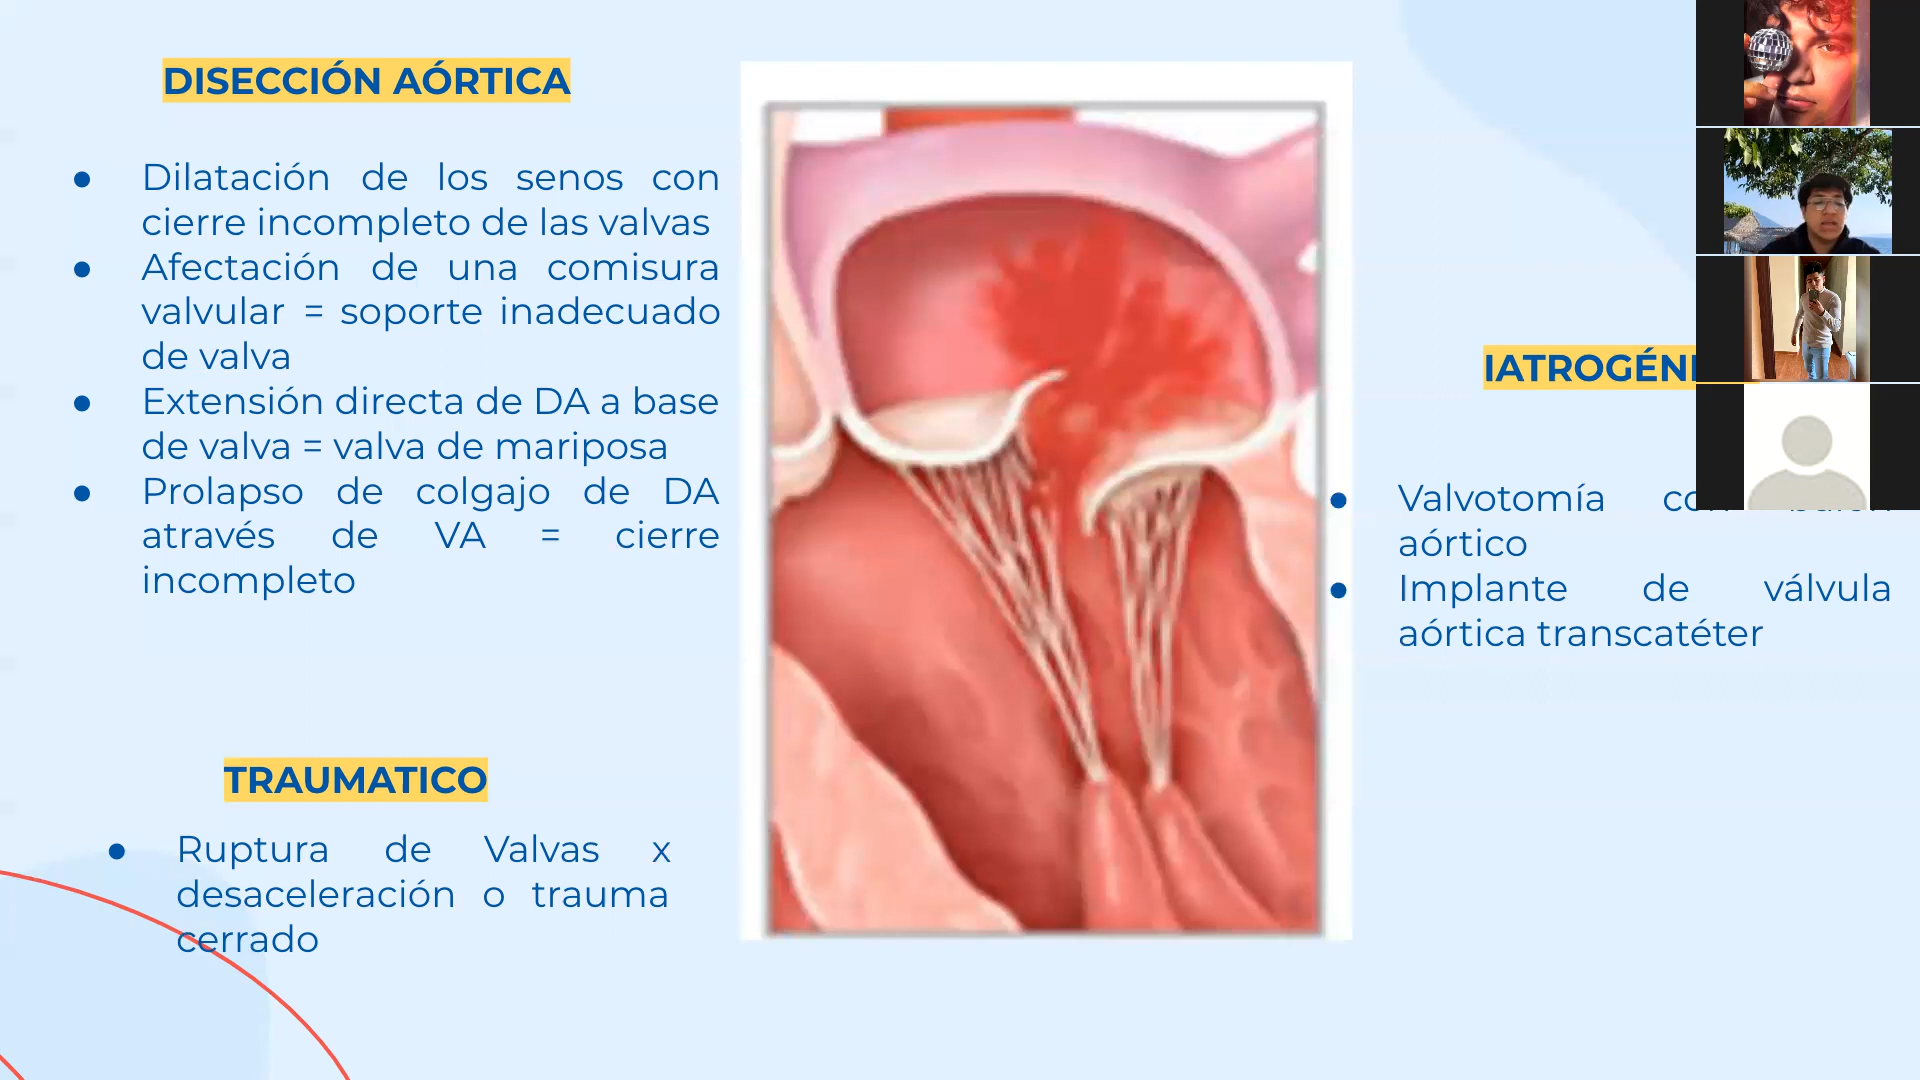 DISECCIÓN AÓRTICA
● Dilatación de los senos con
cierre incompleto de las valvas
● Afectación de una comisura
valvular = soporte inadecuado
de valva
● Extensión directa de DA a base
de valva = valva de mariposa
● Prolapso de colgajo de DA
através de VA = cierre
incompleto
TRAUMATICO
● Ruptura de Valvas x
desaceleración o trauma
cerrado
● Valvotomía
aórtico
● Implante de válvula
aórtica transcatéter